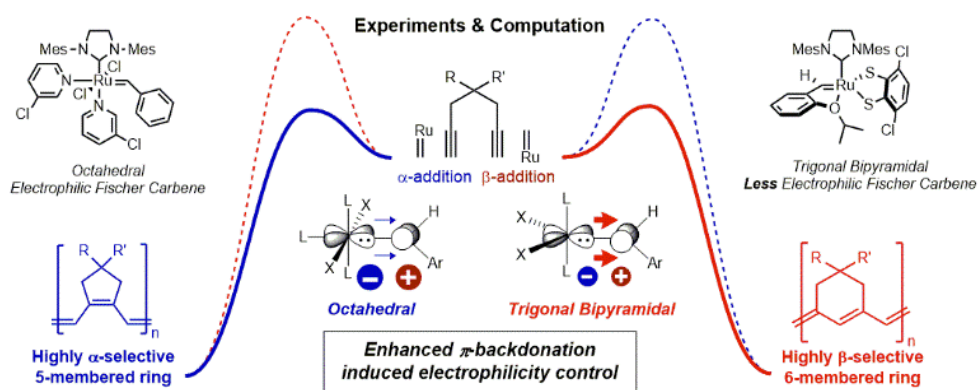 Experiments & Computation
Mes
N
N
Mes
Cl
N
Ru
Cl
N
Cl
Cl
Octahedral
Electrophilic Fischer Carbene
R
R'
Ru
Ru
α-addition
β-addition
Mes
N
N
Mes
Cl
H
S
Ru
S
O
Cl
Trigonal Bipyramidal
Less Electrophilic Fischer Carbene
L
X
H
L
X
L
Ar
−
+
Octahedral
L
X
H
X
L
Ar
−
+
Trigonal Bipyramidal
R
R'
n
Highly α-selective
5-membered ring
Enhanced π-backdonation
induced electrophilicity control
R
R'
n
Highly β-selective
6-membered ring